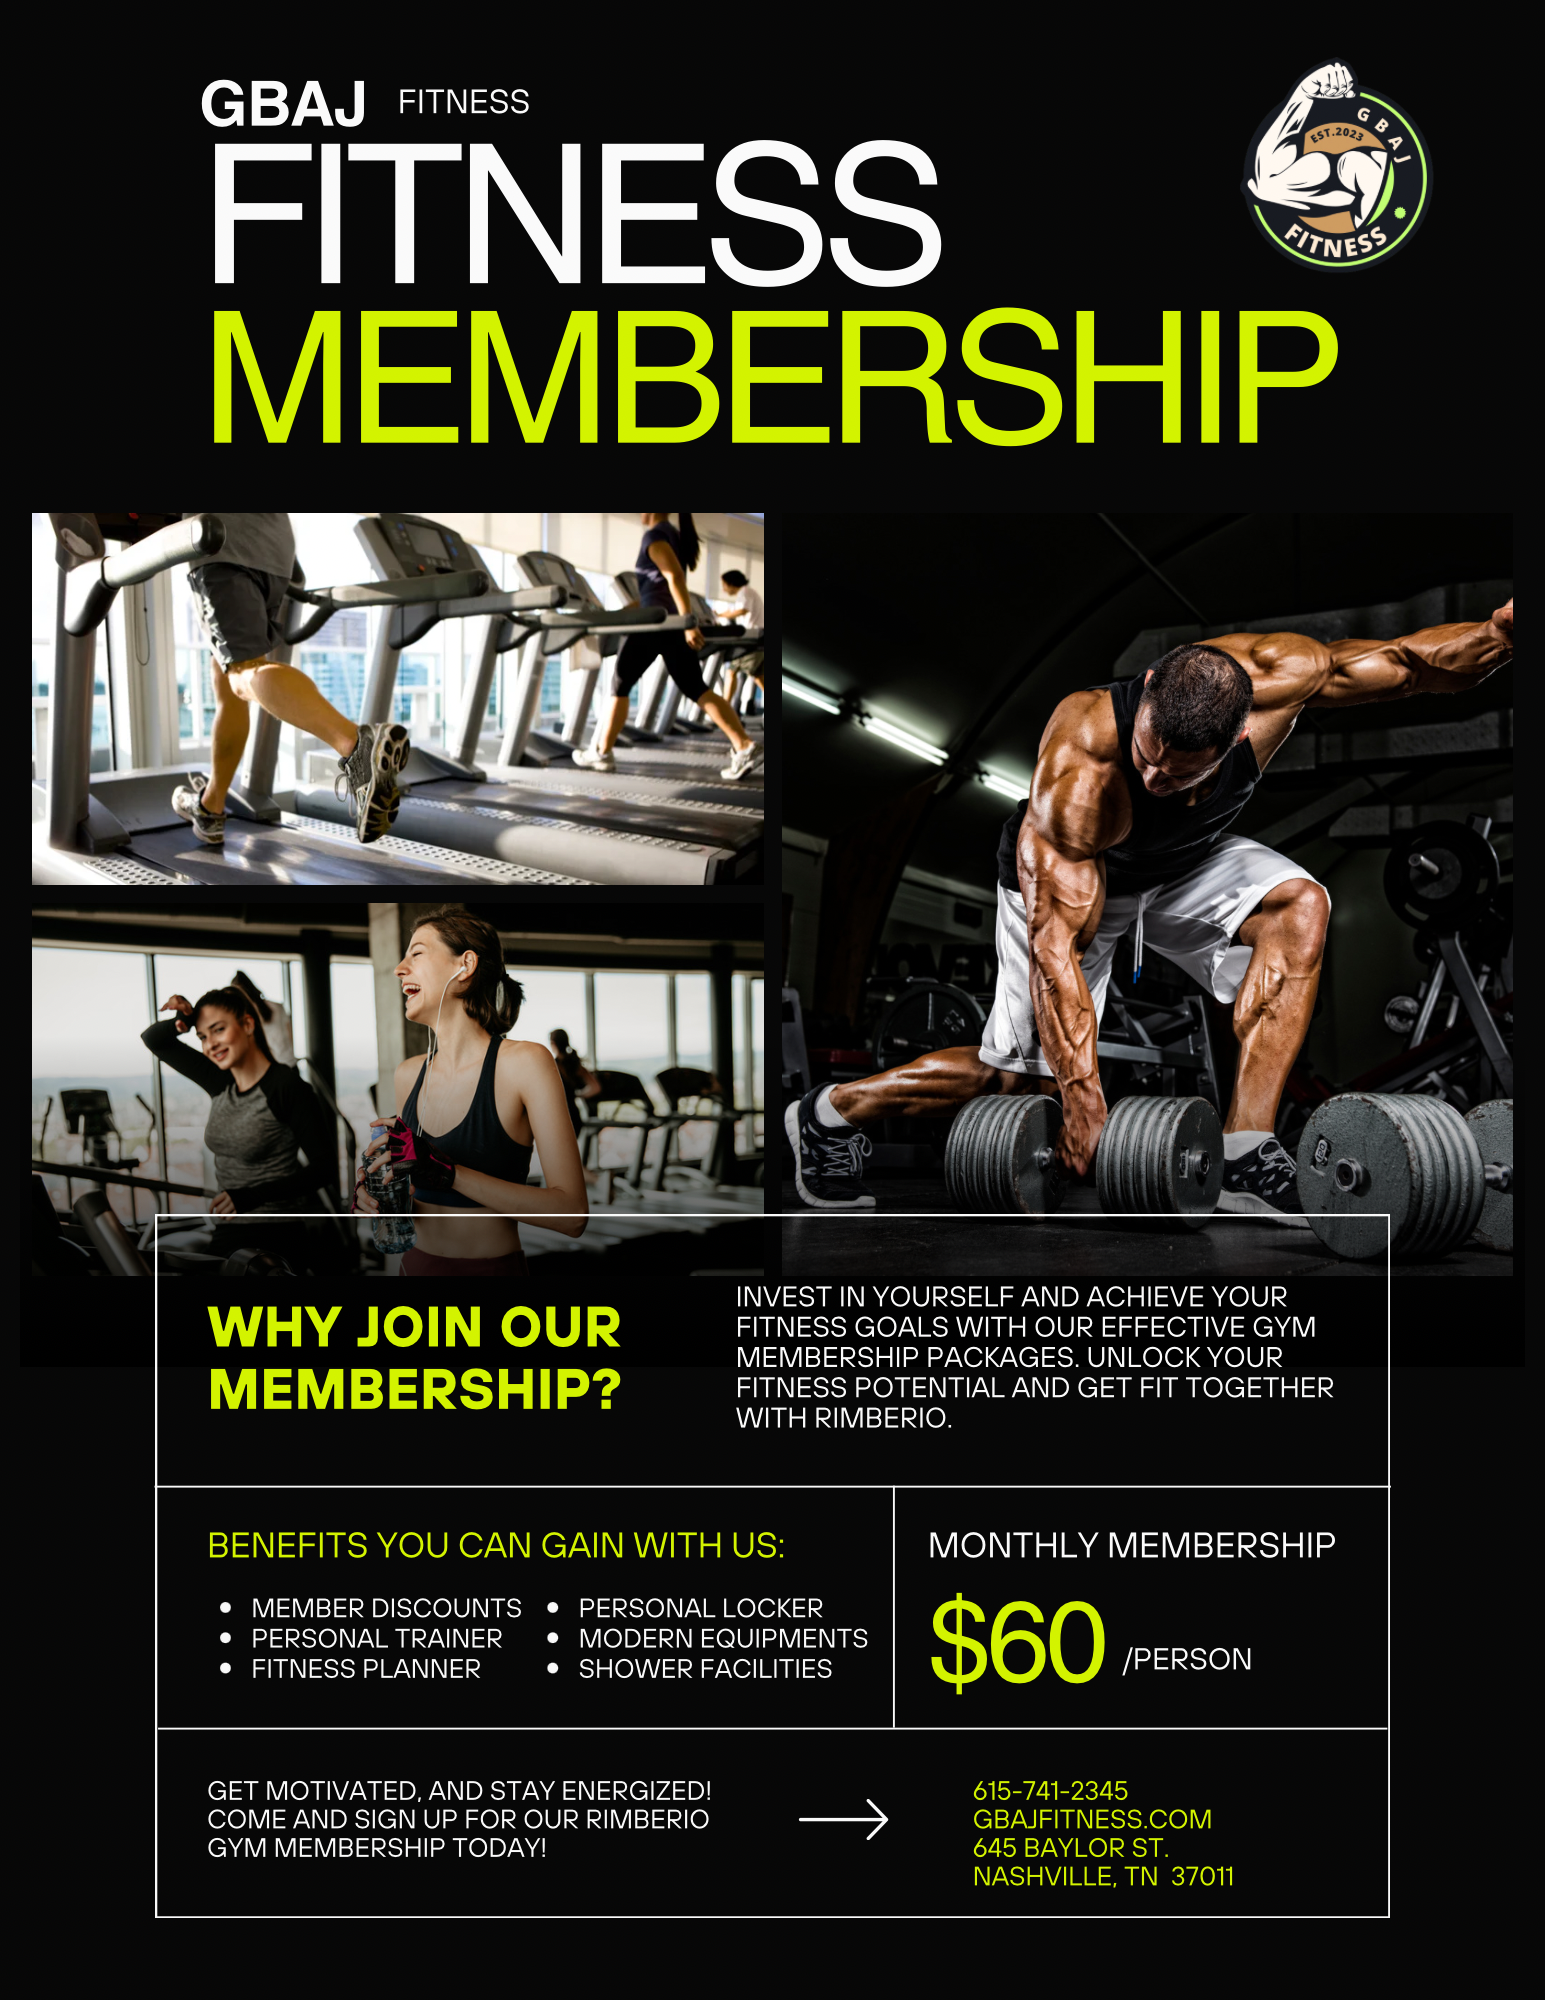 GBAJ FITNESS
FITNESS
MEMBERSHIP
GBAJ
EST.2023
FITNESS
WHY JOIN OUR
MEMBERSHIP?
INVEST IN YOURSELF AND ACHIEVE YOUR
FITNESS GOALS WITH OUR EFFECTIVE GYM
MEMBERSHIP PACKAGES. UNLOCK YOUR
FITNESS POTENTIAL AND GET FIT TOGETHER
WITH RIMBERIO.
BENEFITS YOU CAN GAIN WITH US:
• MEMBER DISCOUNTS
• PERSONAL TRAINER
• FITNESS PLANNER
• PERSONAL LOCKER
• MODERN EQUIPMENTS
• SHOWER FACILITIES
MONTHLY MEMBERSHIP
$60 /PERSON
GET MOTIVATED, AND STAY ENERGIZED!
COME AND SIGN UP FOR OUR RIMBERIO
GYM MEMBERSHIP TODAY!
615-741-2345
GBAJFITNESS.COM
645 BAYLOR ST.
NASHVILLE, TN 37011